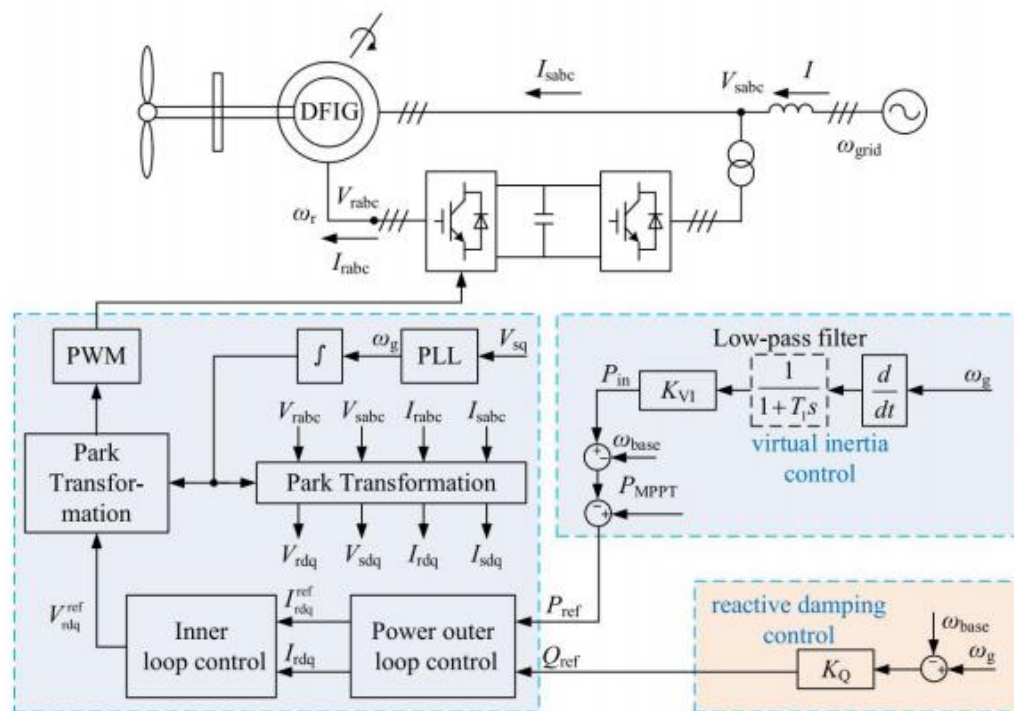 I_sabc
V_sabc
I
DFIG
ω_grid
V_rabc
ω_r
I_rabc
PWM
∫
ω_g
PLL
V_sq
Low-pass filter
P_in
K_VI
1
1+T_1s
d
dt
ω_g
virtual inertia
control
V_rabc
V_sabc
I_rabc
I_sabc
ω_base
+
−
Park
Transfor-
mation
Park Transformation
P_MPPT
−
+
V_rdq
V_sdq
I_rdq
I_sdq
V_rdq^ref
Inner
loop control
I_rdq^ref
I_rdq
Power outer
loop control
P_ref
Q_ref
reactive damping
control
ω_base
K_Q
−
+
ω_g